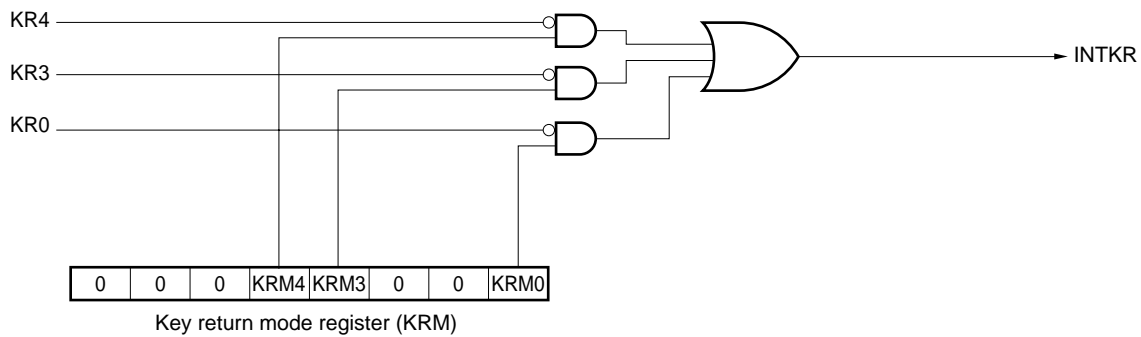 KR4
INTKR
KR3
KR0
0 0 0 KRM4 KRM3 0 0 KRM0
Key return mode register (KRM)